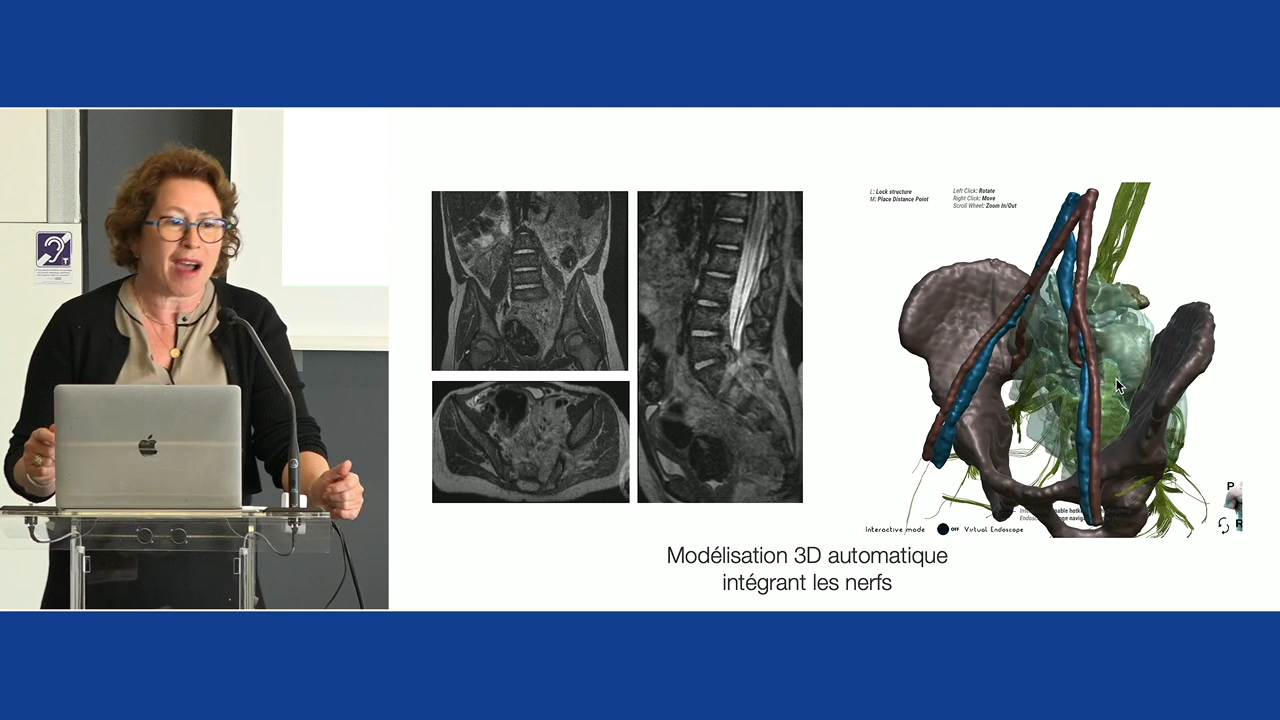 L: Lock structure
M: Place Distance Point
Left Click: Rotate
Right Click: Move
Scroll Wheel: Zoom In/Out
P
R
Interactive mode
OFF Virtual Endoscope
Modélisation 3D automatique
intégrant les nerfs
T